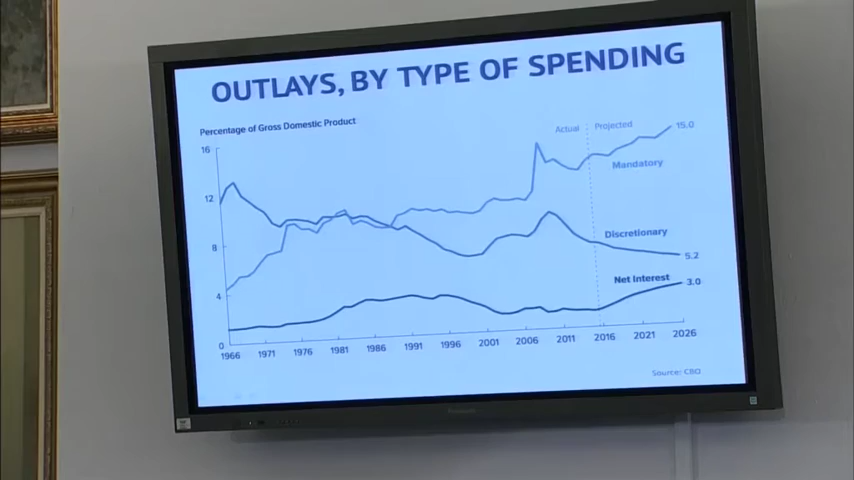 OUTLAYS, BY TYPE OF SPENDING
Percentage of Gross Domestic Product
Actual
Projected
16
12
8
4
0
15.0
Mandatory
Discretionary
5.2
Net Interest
3.0
1966 1971 1976 1981 1986 1991 1996 2001 2006 2011 2016 2021 2026
Source: CBO